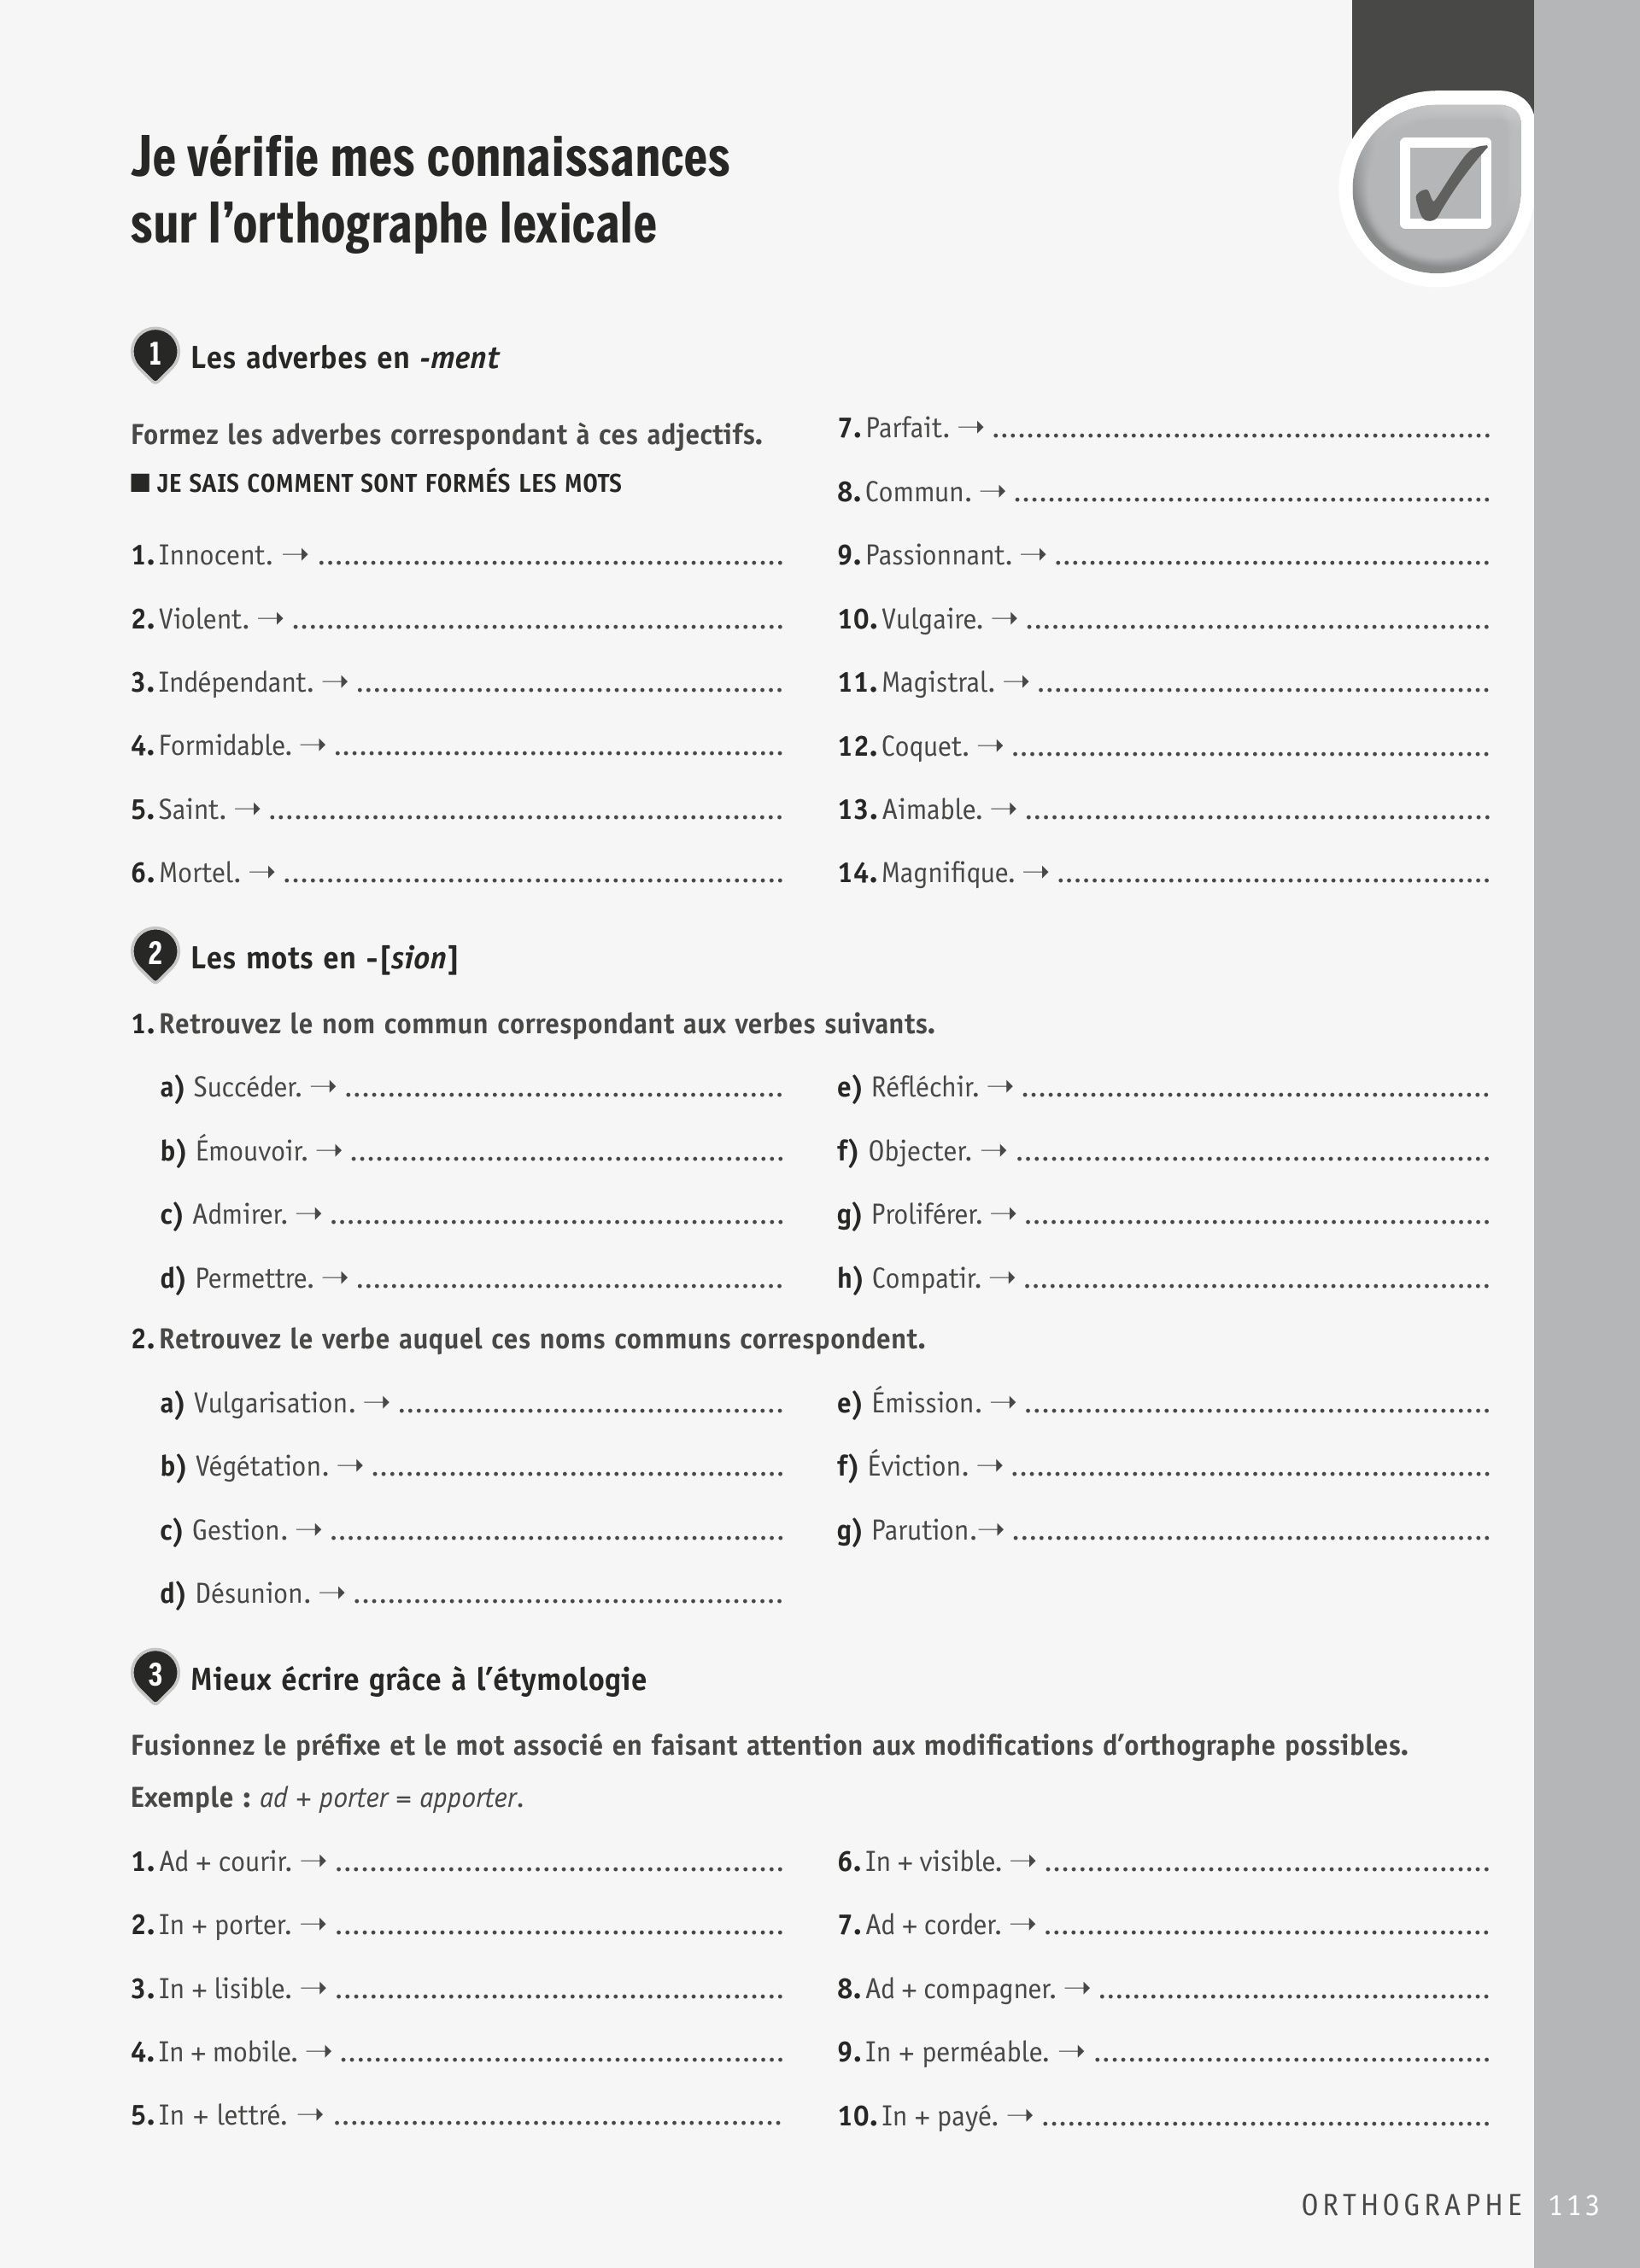 Je vérifie mes connaissances
sur l’orthographe lexicale
1 Les adverbes en -ment
Formez les adverbes correspondant à ces adjectifs.
■ JE SAIS COMMENT SONT FORMÉS LES MOTS
1. Innocent. → ......................................................
2. Violent. → ......................................................
3. Indépendant. → ......................................................
4. Formidable. → ......................................................
5. Saint. → ......................................................
6. Mortel. → ......................................................
7. Parfait. → ......................................................
8. Commun. → ......................................................
9. Passionnant. → ......................................................
10. Vulgaire. → ......................................................
11. Magistral. → ......................................................
12. Coquet. → ......................................................
13. Aimable. → ......................................................
14. Magnifique. → ......................................................
2 Les mots en -[sion]
1. Retrouvez le nom commun correspondant aux verbes suivants.
a) Succéder. → ......................................................
b) Émouvoir. → ......................................................
c) Admirer. → ......................................................
d) Permettre. → ......................................................
e) Réfléchir. → ......................................................
f) Objecter. → ......................................................
g) Proliférer. → ......................................................
h) Compatir. → ......................................................
2. Retrouvez le verbe auquel ces noms communs correspondent.
a) Vulgarisation. → ......................................................
b) Végétation. → ......................................................
c) Gestion. → ......................................................
d) Désunion. → ......................................................
e) Émission. → ......................................................
f) Éviction. → ......................................................
g) Parution.→ ......................................................
3 Mieux écrire grâce à l’étymologie
Fusionnez le préfixe et le mot associé en faisant attention aux modifications d’orthographe possibles.
Exemple : ad + porter = apporter.
1. Ad + courir. → ......................................................
2. In + porter. → ......................................................
3. In + lisible. → ......................................................
4. In + mobile. → ......................................................
5. In + lettré. → ......................................................
6. In + visible. → ......................................................
7. Ad + corder. → ......................................................
8. Ad + compagner. → ......................................................
9. In + perméable. → ......................................................
10. In + payé. → ......................................................
ORTHOGRAPHE 113